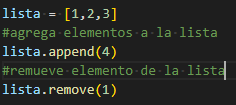 lista = [1,2,3]
#agrega elementos a la lista
lista.append(4)
#remueve elemento de la lista
lista.remove(1)